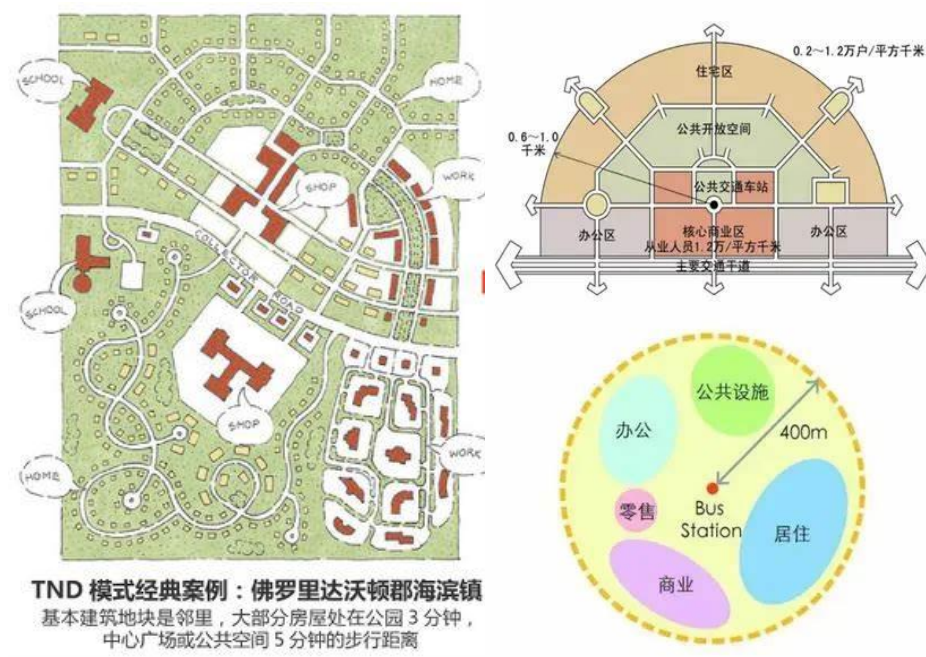 SCHOOL
HOME
WORK
SHOP
COLLECTOR ROAD
SCHOOL
SHOP
WORK
HOME
TND 模式经典案例：佛罗里达沃顿郡海滨镇
基本建筑地块是邻里，大部分房屋处在公园 3 分钟，
中心广场或公共空间 5 分钟的步行距离
0.2～1.2万户/平方千米
住宅区
0.6～1.0
千米
公共开放空间
公共交通车站
办公区
核心商业区
办公区
从业人员1.2万/平方千米
主要交通干道
公共设施
办公
400m
零售
Bus
Station
居住
商业